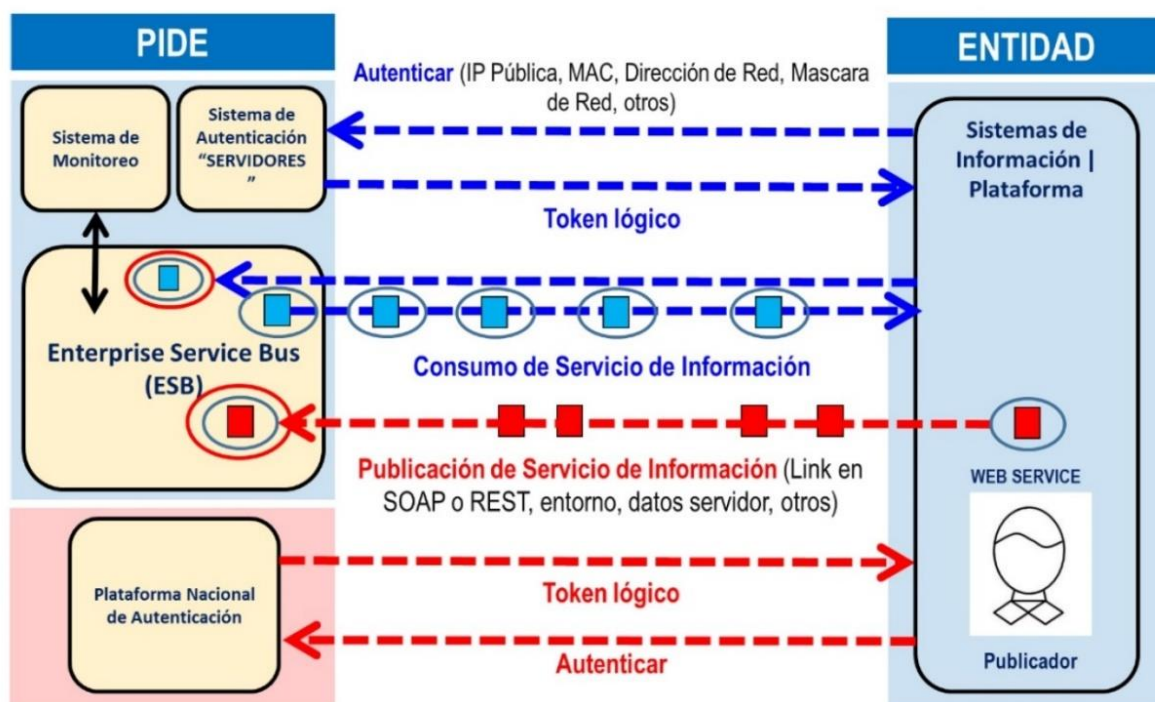 PIDE
ENTIDAD
Autenticar (IP Pública, MAC, Dirección de Red, Mascara
de Red, otros)
Sistema de
Monitoreo
Sistema de
Autenticación
“SERVIDORES
”
Sistemas de
Información |
Plataforma
Token lógico
Enterprise Service Bus
(ESB)
Consumo de Servicio de Información
Publicación de Servicio de Información (Link en
SOAP o REST, entorno, datos servidor, otros)
WEB SERVICE
Plataforma Nacional
de Autenticación
Token lógico
Autenticar
Publicador